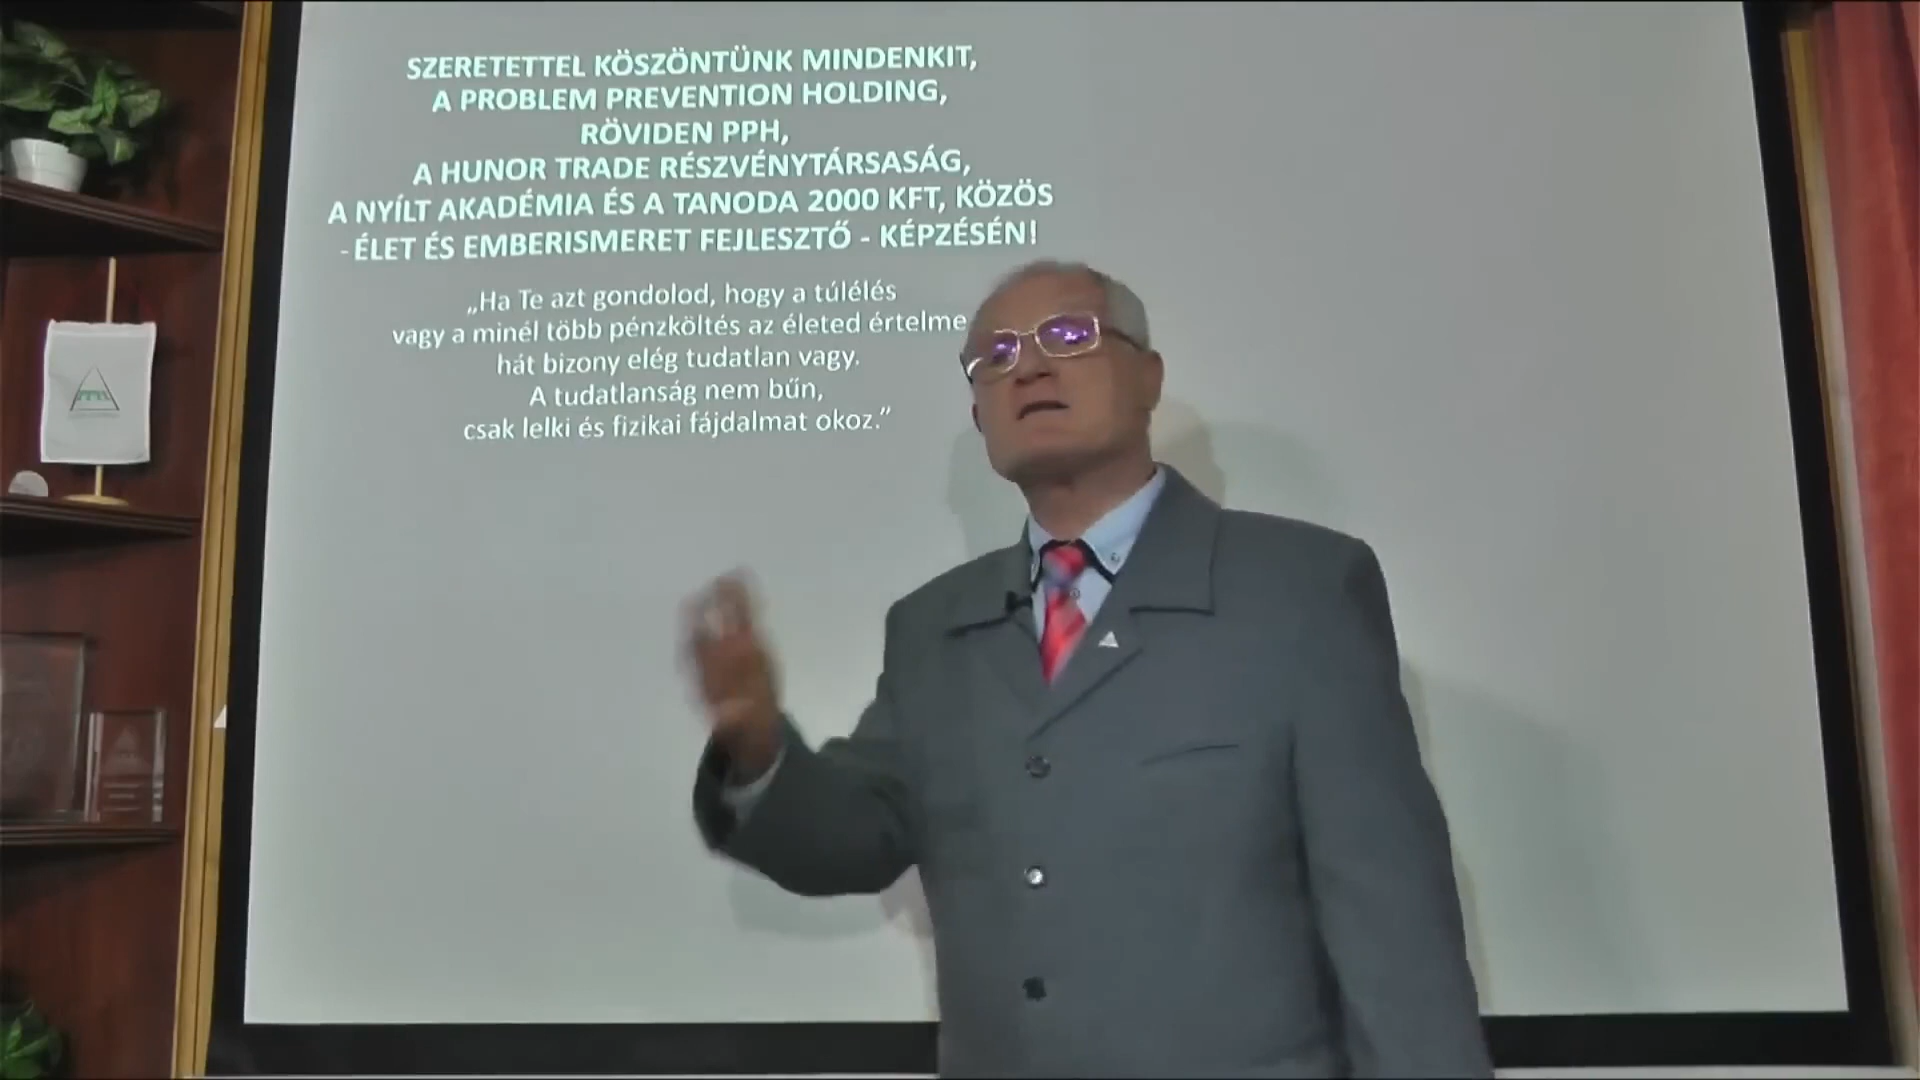 SZERETETTEL KÖSZÖNTÜNK MINDENKIT,
A PROBLEM PREVENTION HOLDING,
RÖVIDEN PPH,
A HUNOR TRADE RÉSZVÉNYTÁRSASÁG,
A NYÍLT AKADÉMIA ÉS A TANODA 2000 KFT, KÖZÖS
- ÉLET ÉS EMBERISMERET FEJLESZTŐ - KÉPZÉSÉN!
„Ha Te azt gondolod, hogy a túlélés
vagy a minél több pénzköltés az életed értelme
hát bizony elég tudatlan vagy.
A tudatlanság nem bűn,
csak lelki és fizikai fájdalmat okoz.”